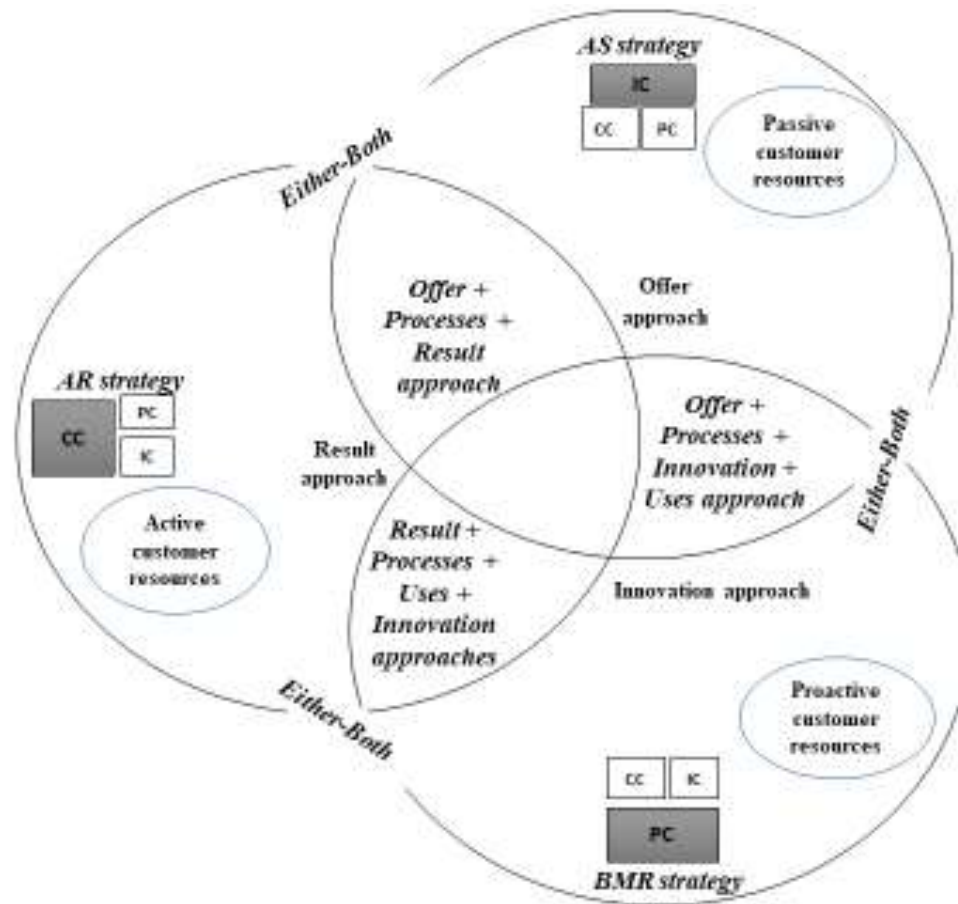 AS strategy
IC
CC
PC
Passive
customer
resources
Either-Both
Offer
approach
Offer +
Processes +
Result
approach
AR strategy
CC
PC
IC
Result
approach
Offer +
Processes +
Innovation +
Uses approach
Either-Both
Active
customer
resources
Result +
Processes +
Uses +
Innovation
approaches
Innovation approach
Either-Both
Proactive
customer
resources
CC
IC
PC
BMR strategy